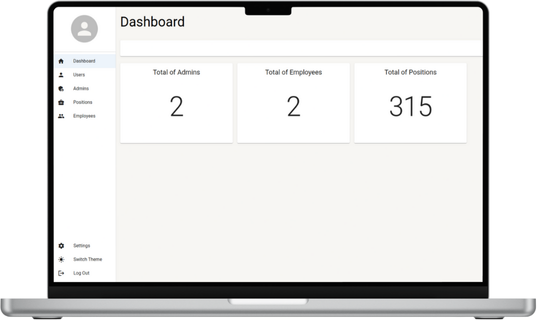 Dashboard
Dashboard
Users
Admins
Positions
Employees
Settings
Switch Theme
Log Out
Total of Admins
2
Total of Employees
2
Total of Positions
315